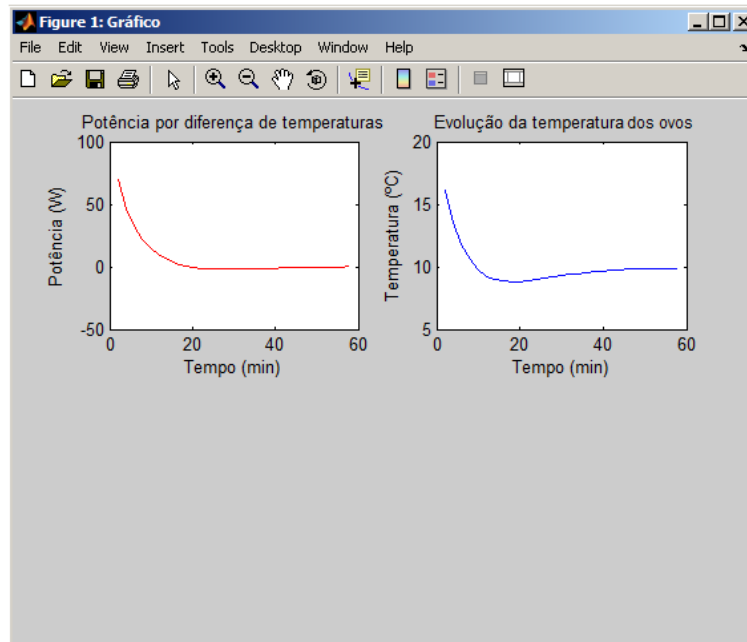 Figure 1: Gráfico
File Edit View Insert Tools Desktop Window Help
Potência por diferença de temperaturas
100
50
0
-50
Potência (W)
0 20 40 60
Tempo (min)
Evolução da temperatura dos ovos
20
15
10
5
Temperatura (ºC)
0 20 40 60
Tempo (min)